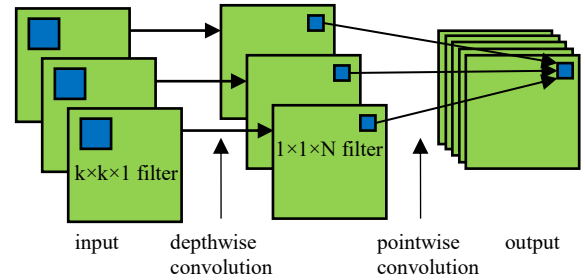 k×k×1 filter
1×1×N filter
input
depthwise
convolution
pointwise
convolution
output